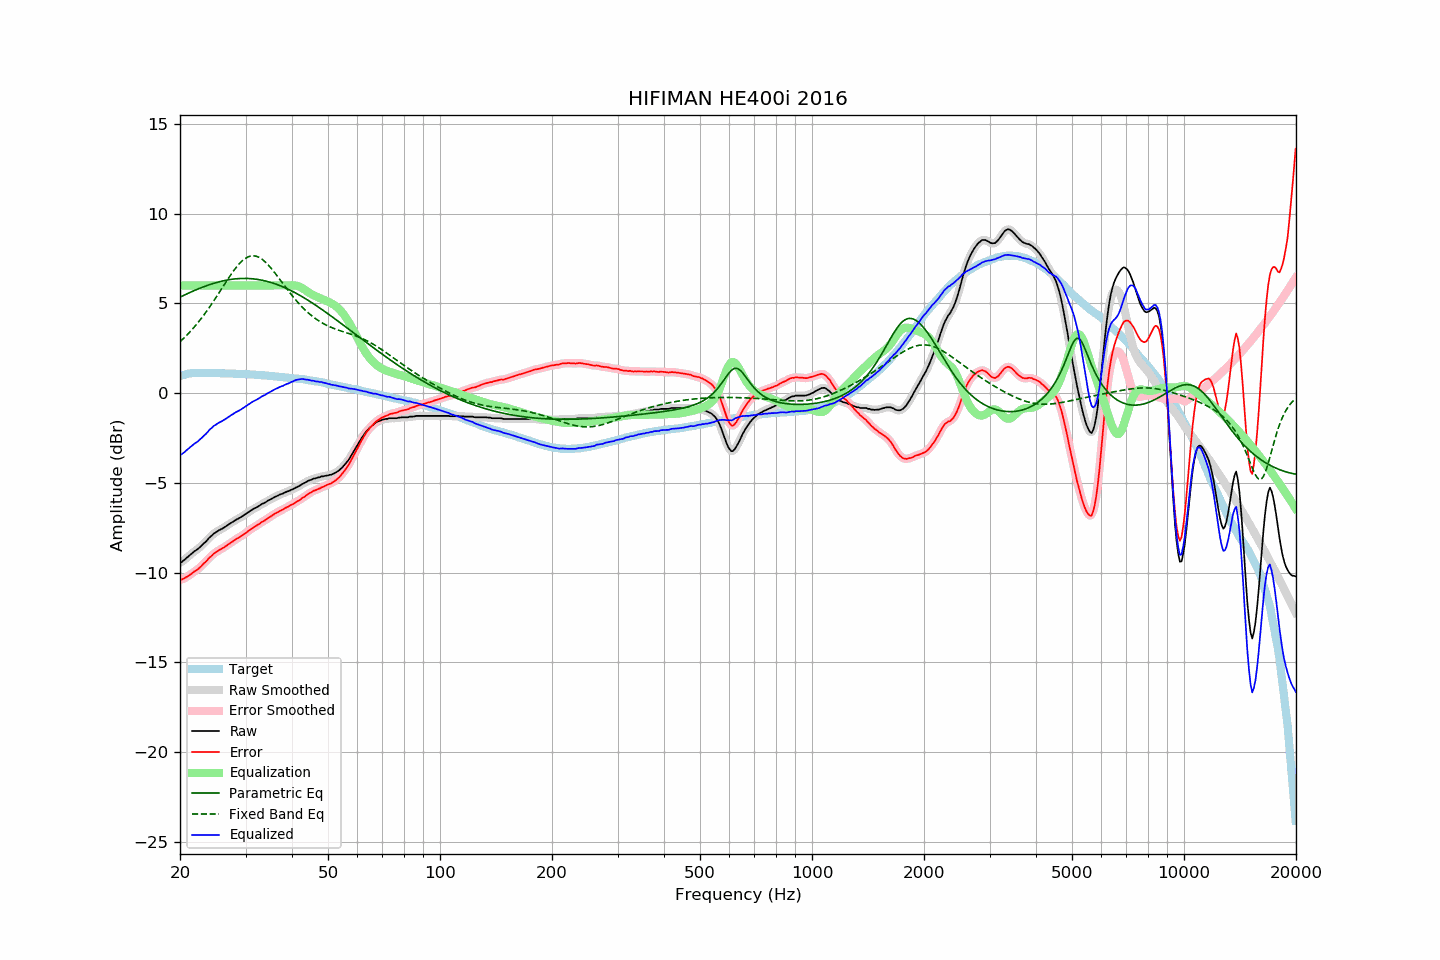 HIFIMAN HE400i 2016
Amplitude (dBr)
15
10
5
0
−5
−10
−15
−20
−25
Target
Raw Smoothed
Error Smoothed
Raw
Error
Equalization
Parametric Eq
Fixed Band Eq
Equalized
20 50 100 200 500 1000 2000 5000 10000 20000
Frequency (Hz)